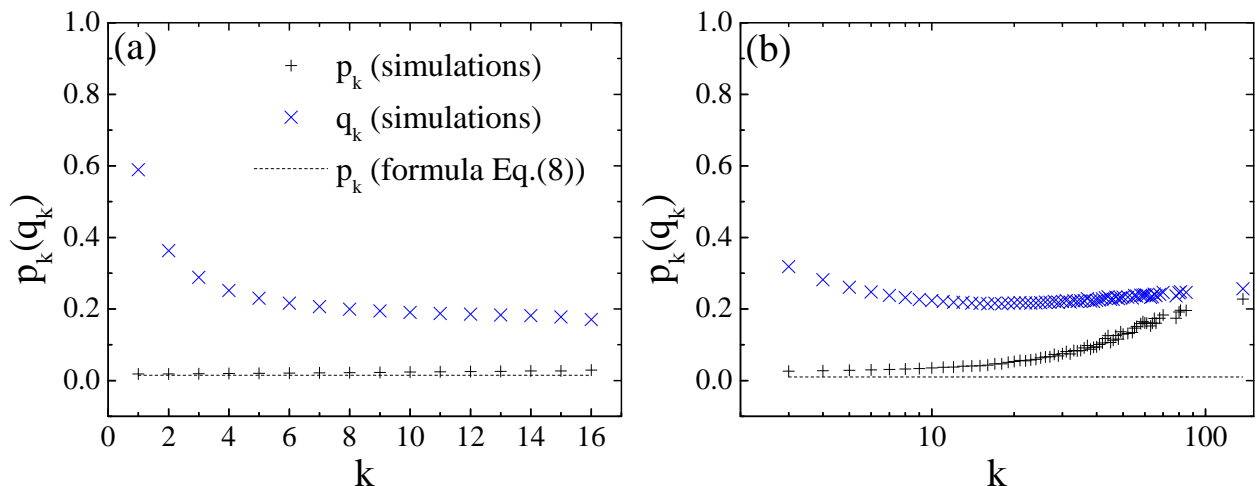 (a)
p_k (simulations)
q_k (simulations)
p_k (formula Eq.(8))
p_k(q_k)
1.0
0.8
0.6
0.4
0.2
0.0
0 2 4 6 8 10 12 14 16
k
(b)
p_k(q_k)
1.0
0.8
0.6
0.4
0.2
0.0
10 100
k